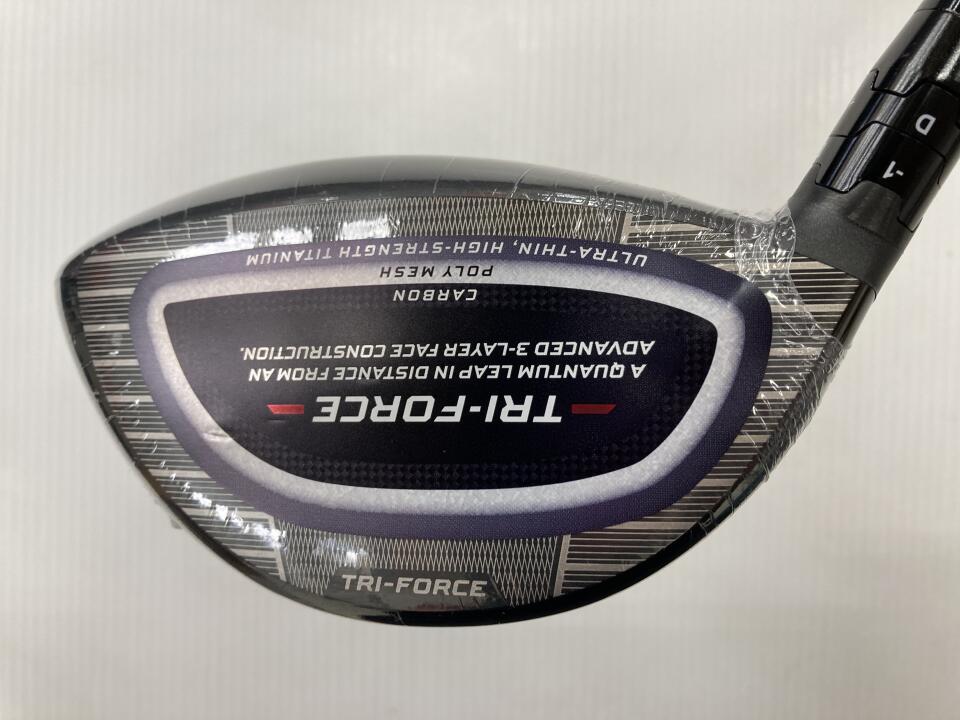 ULTRA-THIN, HIGH-STRENGTH TITANIUM
POLY MESH
CARBON
TRI-FORCE
A QUANTUM LEAP IN DISTANCE FROM AN
ADVANCED 3-LAYER FACE CONSTRUCTION.
TRI-FORCE
D
-1